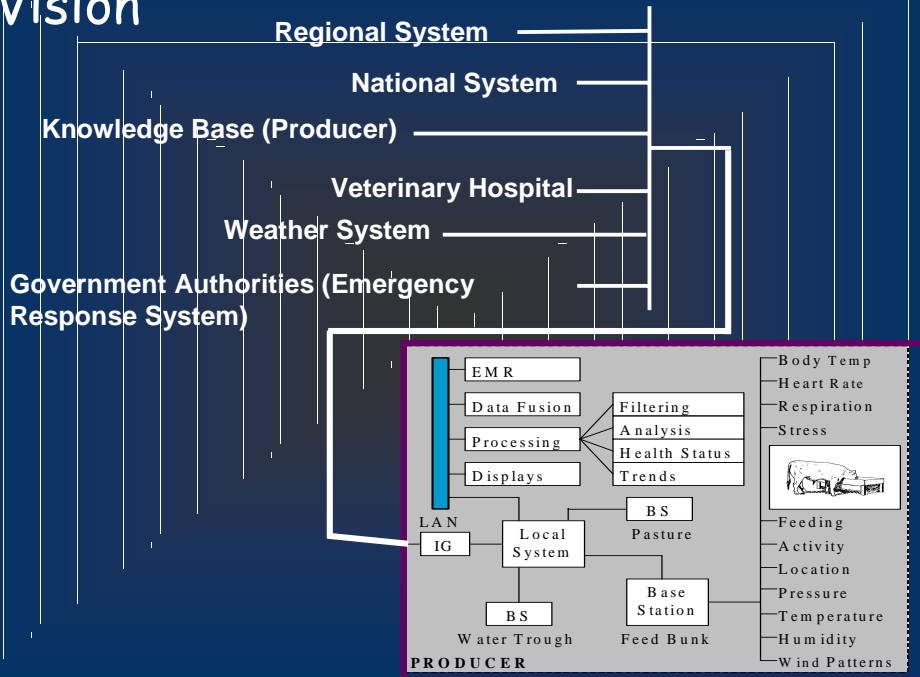 Vision
Regional System
National System
Knowledge Base (Producer)
Veterinary Hospital
Weather System
Government Authorities (Emergency
Response System)
EMR
Data Fusion
Processing
Displays
Filtering
Analysis
Health Status
Trends
LAN
IG
Local
System
BS
Pasture
BS
Water Trough
Base
Station
Feed Bunk
PRODUCER
Body Temp
Heart Rate
Respiration
Stress
Feeding
Activity
Location
Pressure
Temperature
Humidity
Wind Patterns